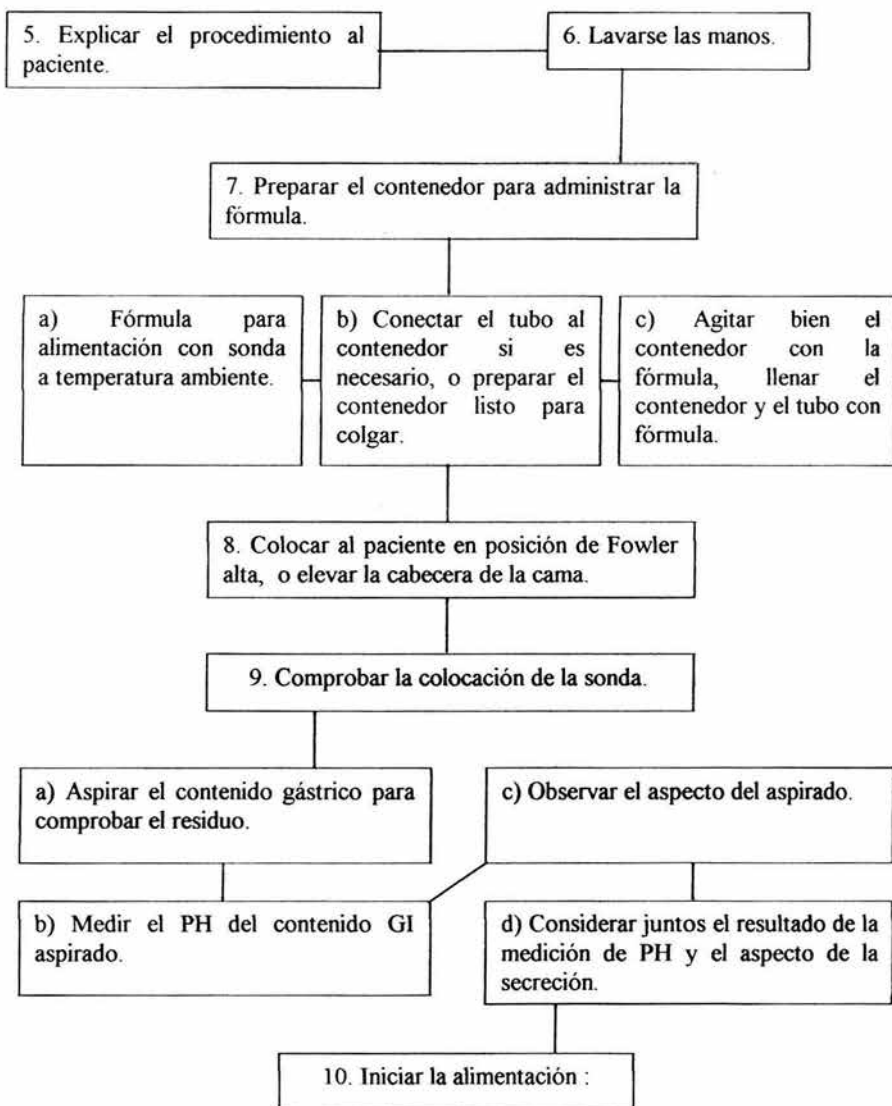 5. Explicar el procedimiento al
paciente.
6. Lavarse las manos.
7. Preparar el contenedor para administrar la
fórmula.
a) Fórmula para
alimentación con sonda
a temperatura ambiente.
b) Conectar el tubo al
contenedor si es
necesario, o preparar el
contenedor listo para
colgar.
c) Agitar bien el
contenedor con la
fórmula, llenar el
contenedor y el tubo con
fórmula.
8. Colocar al paciente en posición de Fowler
alta, o elevar la cabecera de la cama.
9. Comprobar la colocación de la sonda.
a) Aspirar el contenido gástrico para
comprobar el residuo.
b) Medir el PH del contenido GI
aspirado.
c) Observar el aspecto del aspirado.
d) Considerar juntos el resultado de la
medición de PH y el aspecto de la
secreción.
10. Iniciar la alimentación :